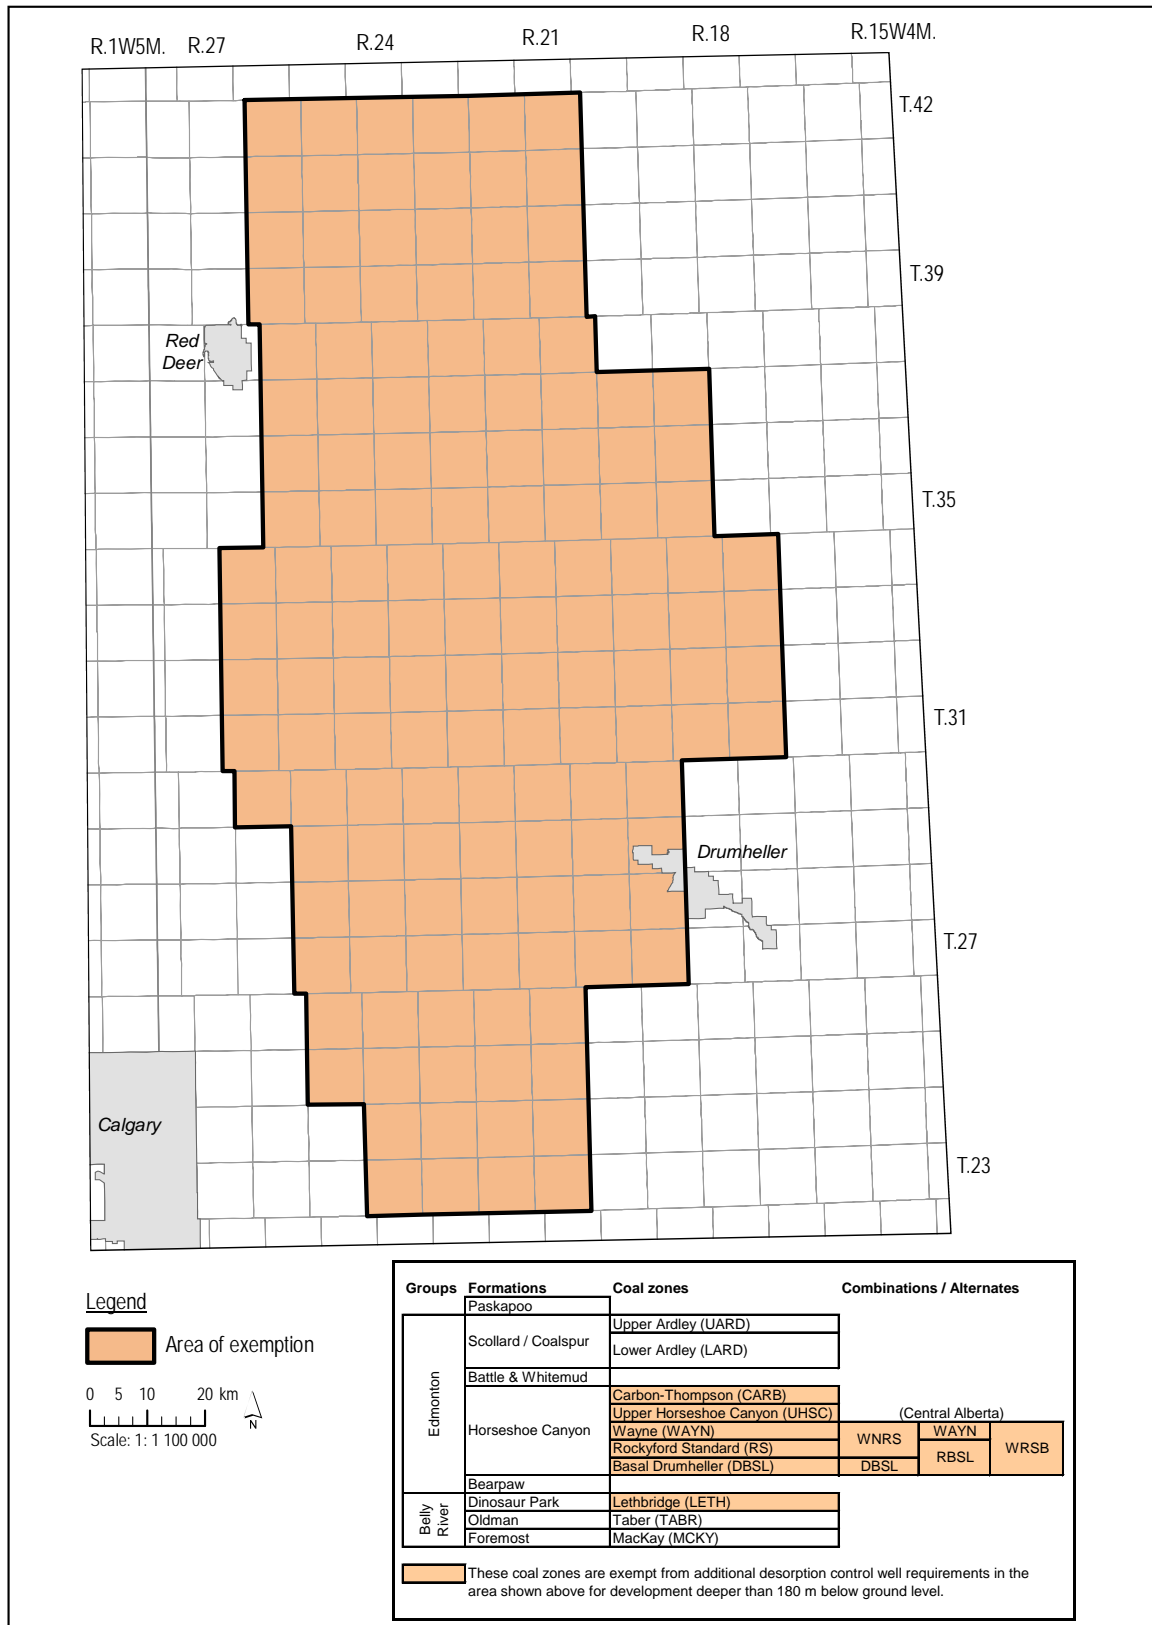 R.1W5M. R.27 R.24 R.21 R.18 R.15W4M.
T.42
T.39
Red
Deer
T.35
T.31
Drumheller
T.27
Calgary
T.23
Legend
Area of exemption
0 5 10 20 km
N
Scale: 1: 1 100 000
Groups Formations Coal zones Combinations / Alternates
Paskapoo
Edmonton
Scollard / Coalspur
Upper Ardley (UARD)
Lower Ardley (LARD)
Battle & Whitemud
Horseshoe Canyon
Carbon-Thompson (CARB)
Upper Horseshoe Canyon (UHSC) (Central Alberta)
Wayne (WAYN) WNRS WAYN WRSB
Rockyford Standard (RS) RBSL
Basal Drumheller (DBSL) DBSL
Bearpaw
Belly
River
Dinosaur Park Lethbridge (LETH)
Oldman Taber (TABR)
Foremost MacKay (MCKY)
These coal zones are exempt from additional desorption control well requirements in the
area shown above for development deeper than 180 m below ground level.